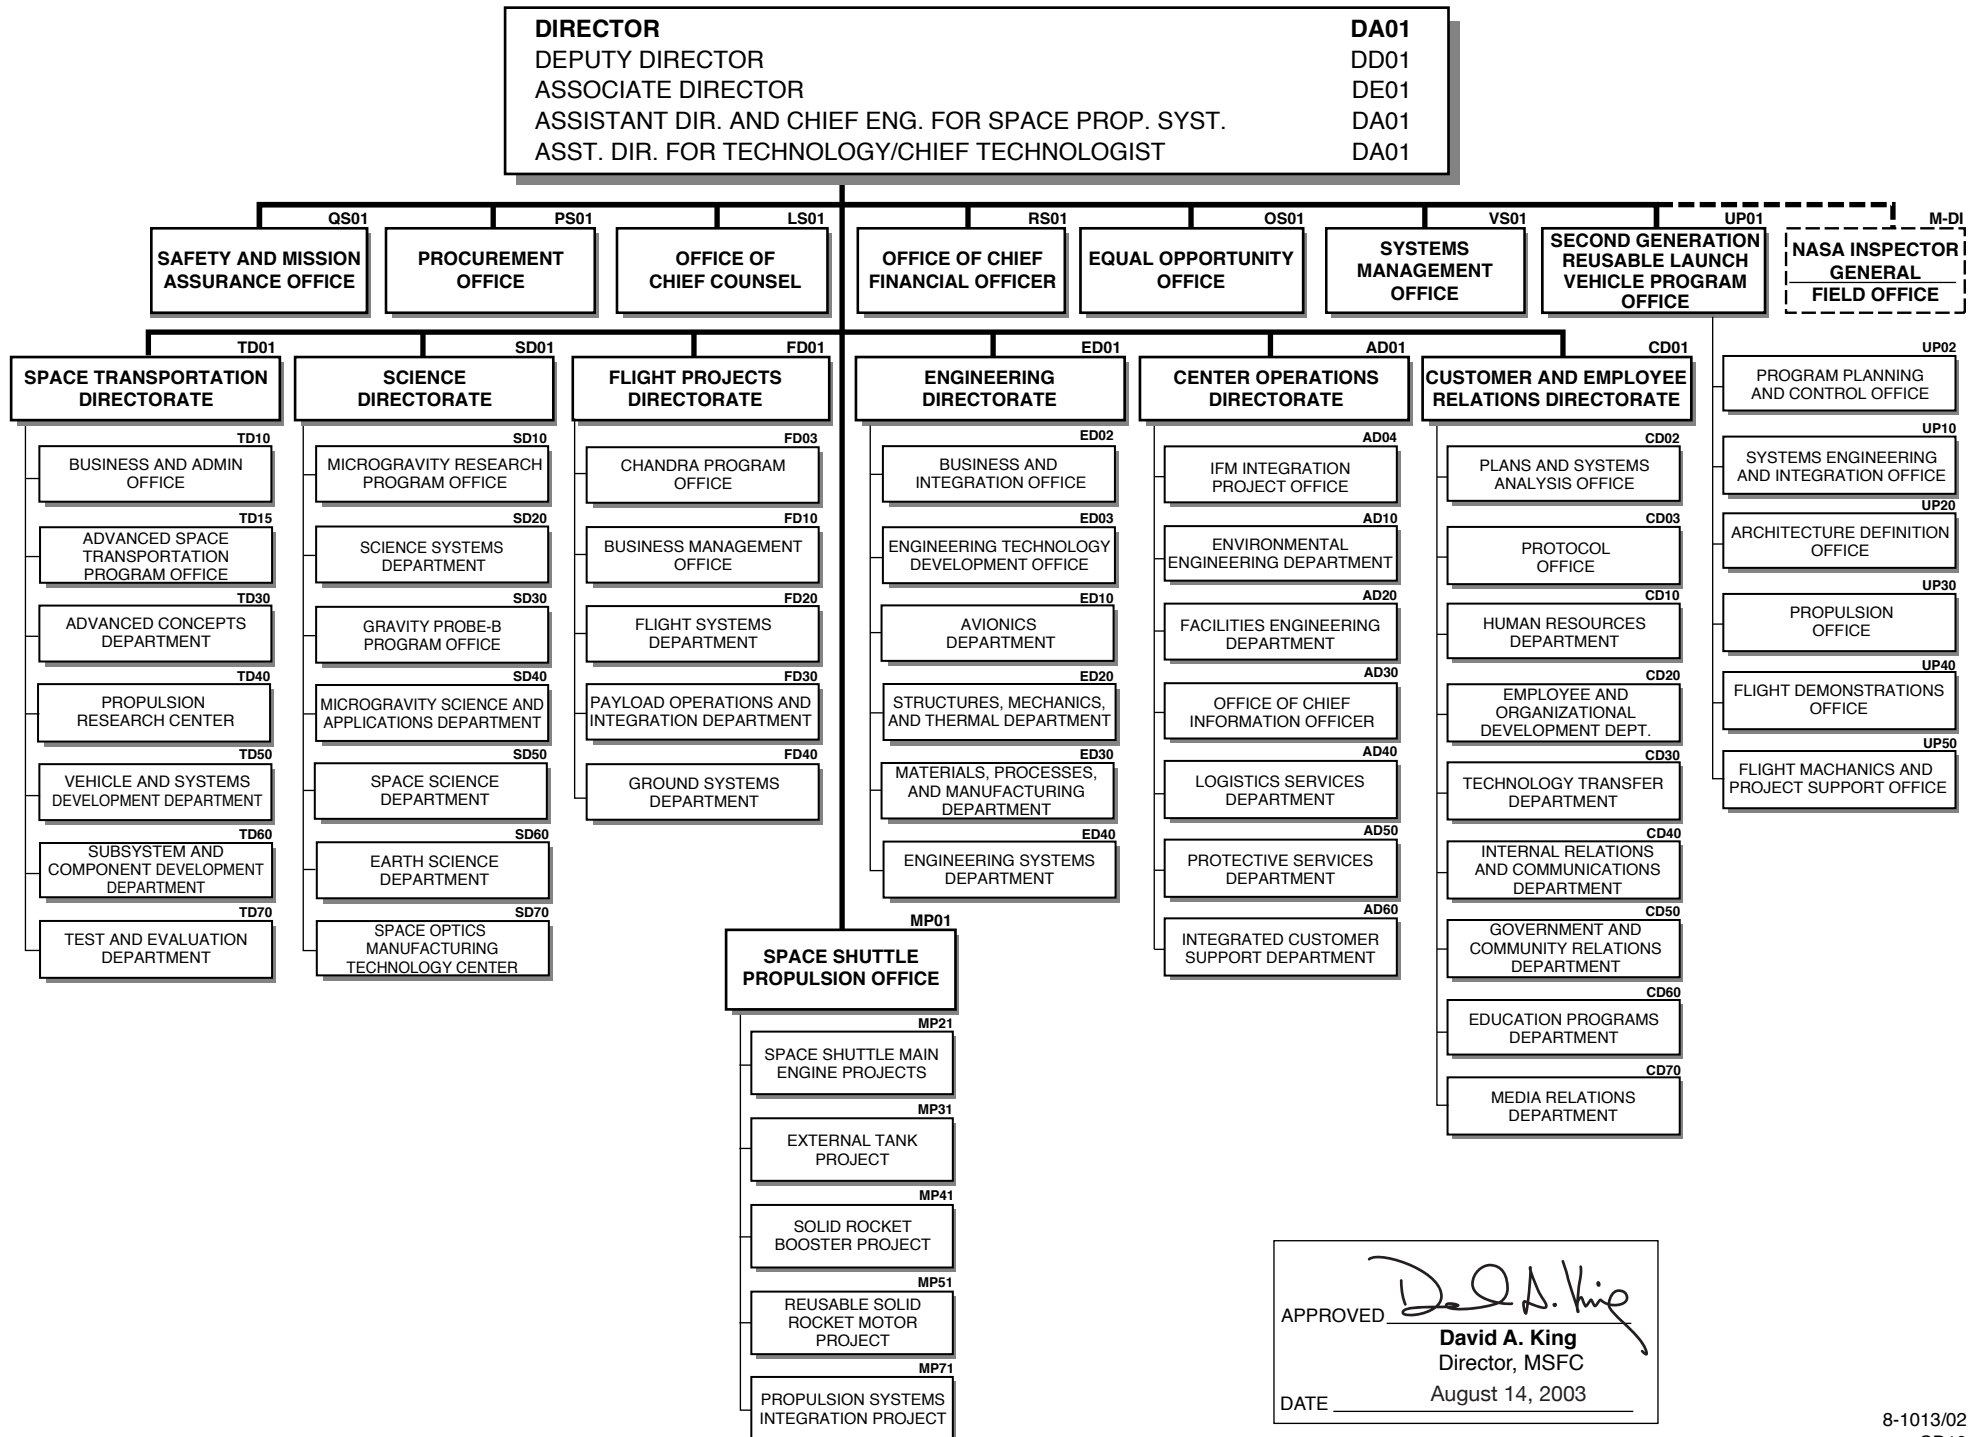 DIRECTOR DA01
DEPUTY DIRECTOR DD01
ASSOCIATE DIRECTOR DE01
ASSISTANT DIR. AND CHIEF ENG. FOR SPACE PROP. SYST. DA01
ASST. DIR. FOR TECHNOLOGY/CHIEF TECHNOLOGIST DA01
QS01
SAFETY AND MISSION
ASSURANCE OFFICE
PS01
PROCUREMENT
OFFICE
LS01
OFFICE OF
CHIEF COUNSEL
RS01
OFFICE OF CHIEF
FINANCIAL OFFICER
OS01
EQUAL OPPORTUNITY
OFFICE
VS01
SYSTEMS
MANAGEMENT
OFFICE
UP01
SECOND GENERATION
REUSABLE LAUNCH
VEHICLE PROGRAM
OFFICE
M-DI
NASA INSPECTOR
GENERAL
FIELD OFFICE
TD01
SPACE TRANSPORTATION
DIRECTORATE
TD10
BUSINESS AND ADMIN
OFFICE
TD15
ADVANCED SPACE
TRANSPORTATION
PROGRAM OFFICE
TD30
ADVANCED CONCEPTS
DEPARTMENT
TD40
PROPULSION
RESEARCH CENTER
TD50
VEHICLE AND SYSTEMS
DEVELOPMENT DEPARTMENT
TD60
SUBSYSTEM AND
COMPONENT DEVELOPMENT
DEPARTMENT
TD70
TEST AND EVALUATION
DEPARTMENT
SD01
SCIENCE
DIRECTORATE
SD10
MICROGRAVITY RESEARCH
PROGRAM OFFICE
SD20
SCIENCE SYSTEMS
DEPARTMENT
SD30
GRAVITY PROBE-B
PROGRAM OFFICE
SD40
MICROGRAVITY SCIENCE AND
APPLICATIONS DEPARTMENT
SD50
SPACE SCIENCE
DEPARTMENT
SD60
EARTH SCIENCE
DEPARTMENT
SD70
SPACE OPTICS
MANUFACTURING
TECHNOLOGY CENTER
FD01
FLIGHT PROJECTS
DIRECTORATE
FD03
CHANDRA PROGRAM
OFFICE
FD10
BUSINESS MANAGEMENT
OFFICE
FD20
FLIGHT SYSTEMS
DEPARTMENT
FD30
PAYLOAD OPERATIONS AND
INTEGRATION DEPARTMENT
FD40
GROUND SYSTEMS
DEPARTMENT
ED01
ENGINEERING
DIRECTORATE
ED02
BUSINESS AND
INTEGRATION OFFICE
ED03
ENGINEERING TECHNOLOGY
DEVELOPMENT OFFICE
ED10
AVIONICS
DEPARTMENT
ED20
STRUCTURES, MECHANICS,
AND THERMAL DEPARTMENT
ED30
MATERIALS, PROCESSES,
AND MANUFACTURING
DEPARTMENT
ED40
ENGINEERING SYSTEMS
DEPARTMENT
AD01
CENTER OPERATIONS
DIRECTORATE
AD04
IFM INTEGRATION
PROJECT OFFICE
AD10
ENVIRONMENTAL
ENGINEERING DEPARTMENT
AD20
FACILITIES ENGINEERING
DEPARTMENT
AD30
OFFICE OF CHIEF
INFORMATION OFFICER
AD40
LOGISTICS SERVICES
DEPARTMENT
AD50
PROTECTIVE SERVICES
DEPARTMENT
AD60
INTEGRATED CUSTOMER
SUPPORT DEPARTMENT
CD01
CUSTOMER AND EMPLOYEE
RELATIONS DIRECTORATE
CD02
PLANS AND SYSTEMS
ANALYSIS OFFICE
CD03
PROTOCOL
OFFICE
CD10
HUMAN RESOURCES
DEPARTMENT
CD20
EMPLOYEE AND
ORGANIZATIONAL
DEVELOPMENT DEPT.
CD30
TECHNOLOGY TRANSFER
DEPARTMENT
CD40
INTERNAL RELATIONS
AND COMMUNICATIONS
DEPARTMENT
CD50
GOVERNMENT AND
COMMUNITY RELATIONS
DEPARTMENT
CD60
EDUCATION PROGRAMS
DEPARTMENT
CD70
MEDIA RELATIONS
DEPARTMENT
UP02
PROGRAM PLANNING
AND CONTROL OFFICE
UP10
SYSTEMS ENGINEERING
AND INTEGRATION OFFICE
UP20
ARCHITECTURE DEFINITION
OFFICE
UP30
PROPULSION
OFFICE
UP40
FLIGHT DEMONSTRATIONS
OFFICE
UP50
FLIGHT MACHANICS AND
PROJECT SUPPORT OFFICE
MP01
SPACE SHUTTLE
PROPULSION OFFICE
MP21
SPACE SHUTTLE MAIN
ENGINE PROJECTS
MP31
EXTERNAL TANK
PROJECT
MP41
SOLID ROCKET
BOOSTER PROJECT
MP51
REUSABLE SOLID
ROCKET MOTOR
PROJECT
MP71
PROPULSION SYSTEMS
INTEGRATION PROJECT
APPROVED David A. King
David A. King
Director, MSFC
DATE August 14, 2003
8-1013/02